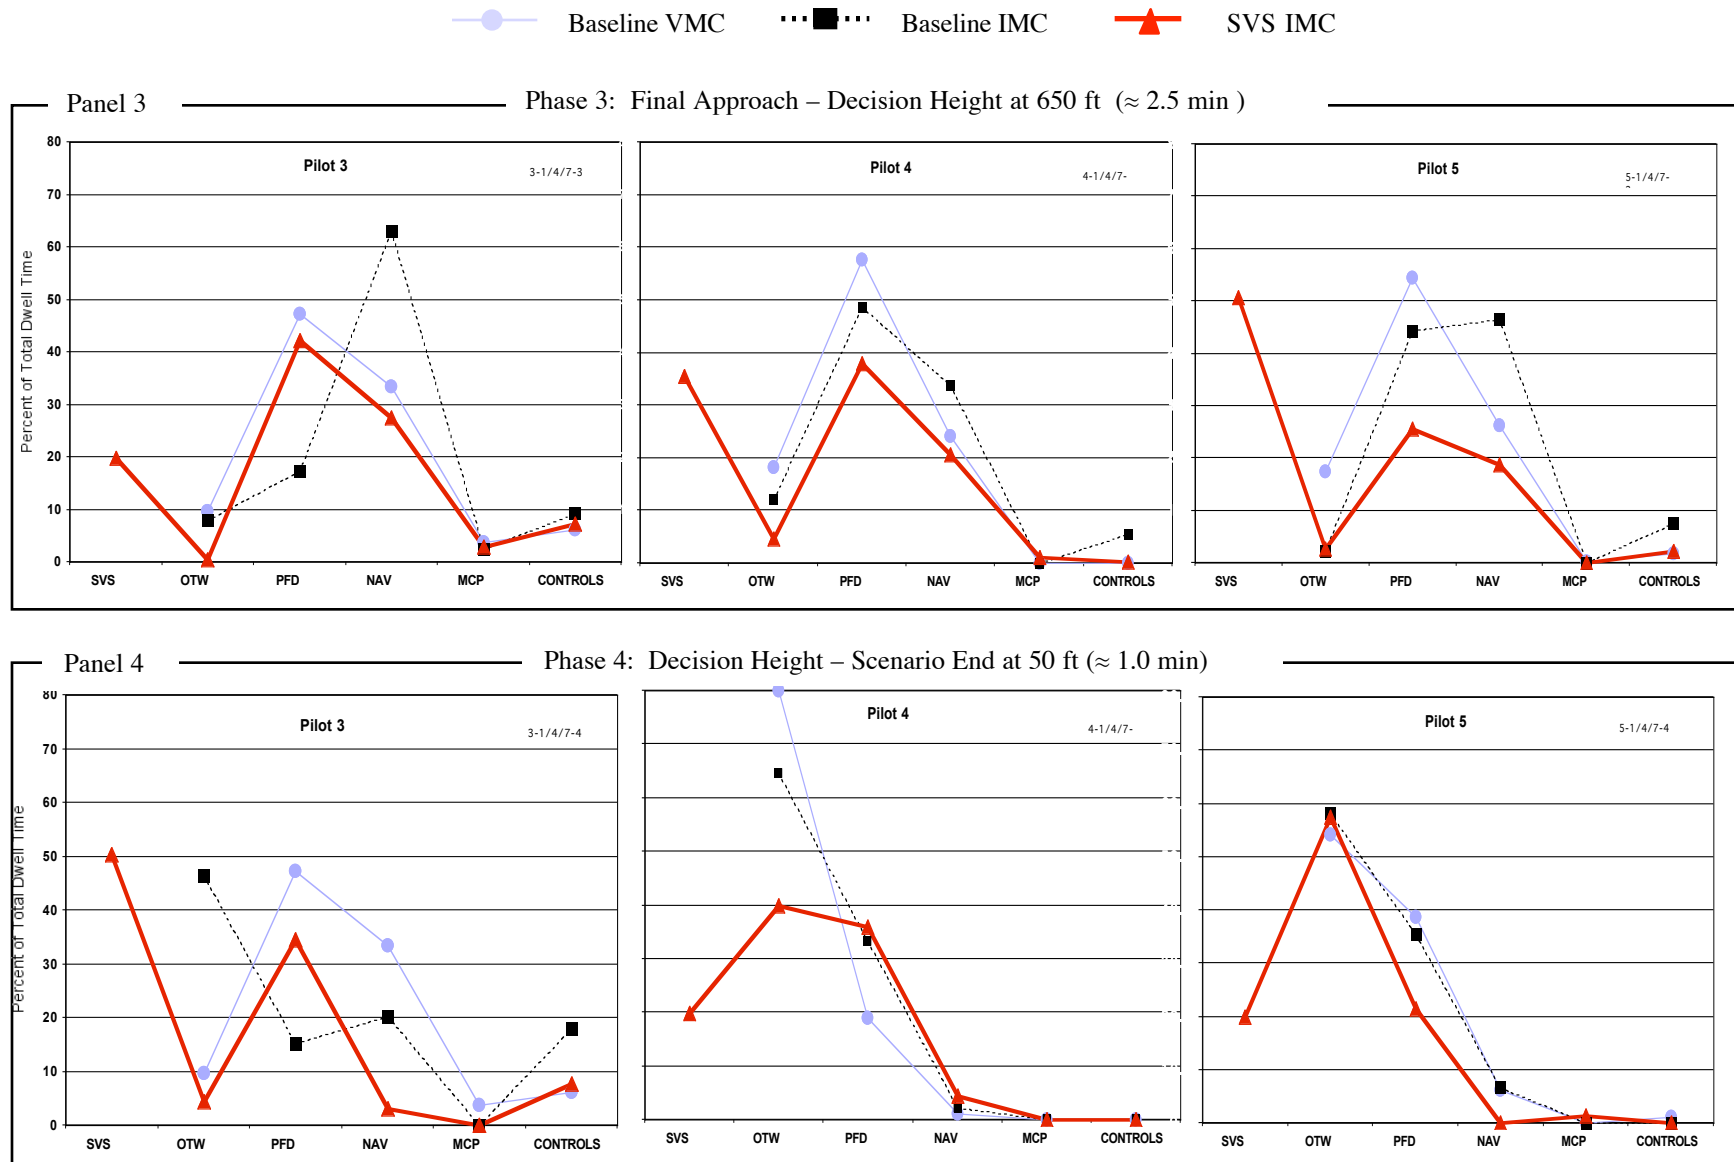 Baseline VMC Baseline IMC SVS IMC
Panel 3 Phase 3: Final Approach – Decision Height at 650 ft (≈ 2.5 min )
Percent of Total Dwell Time
80
70
60
50
40
30
20
10
0
Pilot 3 3-1/4/7-3
SVS OTW PFD NAV MCP CONTROLS
Pilot 4 4-1/4/7-
SVS OTW PFD NAV MCP CONTROLS
Pilot 5 5-1/4/7-
SVS OTW PFD NAV MCP CONTROLS
Panel 4 Phase 4: Decision Height – Scenario End at 50 ft (≈ 1.0 min)
Percent of Total Dwell Time
80
70
60
50
40
30
20
10
0
Pilot 3 3-1/4/7-4
SVS OTW PFD NAV MCP CONTROLS
Pilot 4 4-1/4/7-
SVS OTW PFD NAV MCP CONTROLS
Pilot 5 5-1/4/7-4
SVS OTW PFD NAV MCP CONTROLS